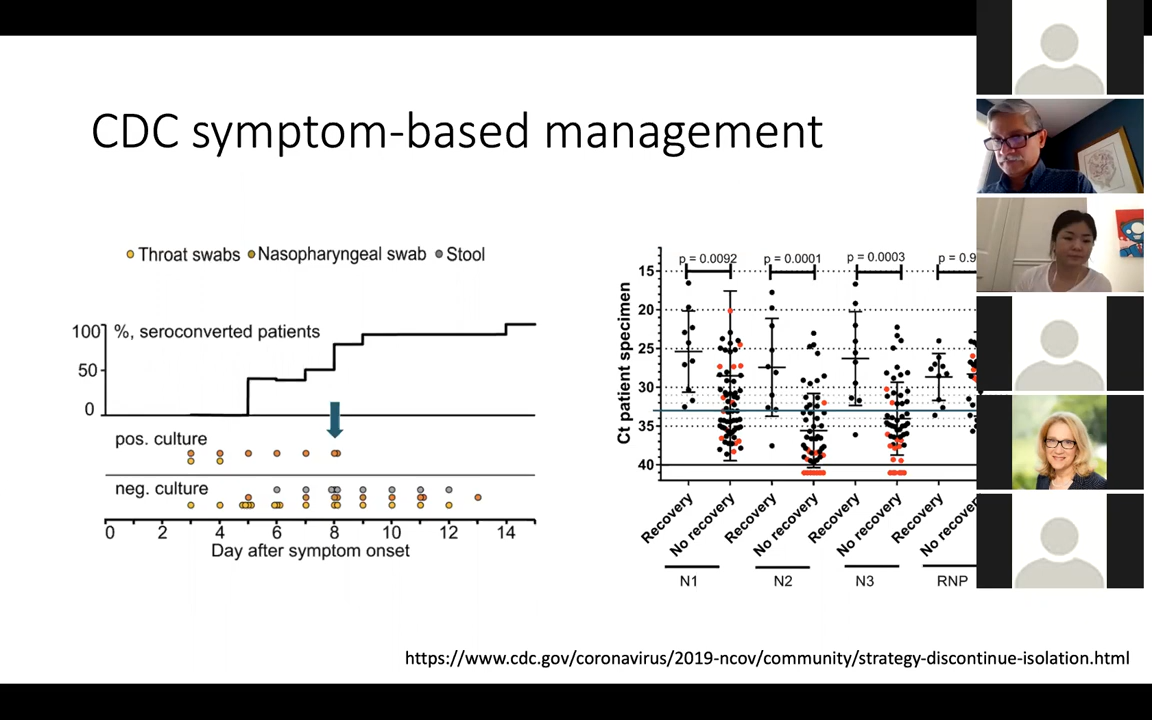 CDC symptom-based management
Throat swabs Nasopharyngeal swab Stool
100 %, seroconverted patients
50
0
pos. culture
neg. culture
0 2 4 6 8 10 12 14
Day after symptom onset
p = 0.0092 p = 0.0001 p = 0.0003 p = 0.9
15
20
25
30
35
40
Ct patient specimen
Recovery No recovery Recovery No recovery Recovery No recovery Recovery No recover
N1 N2 N3 RNP
https://www.cdc.gov/coronavirus/2019-ncov/community/strategy-discontinue-isolation.html